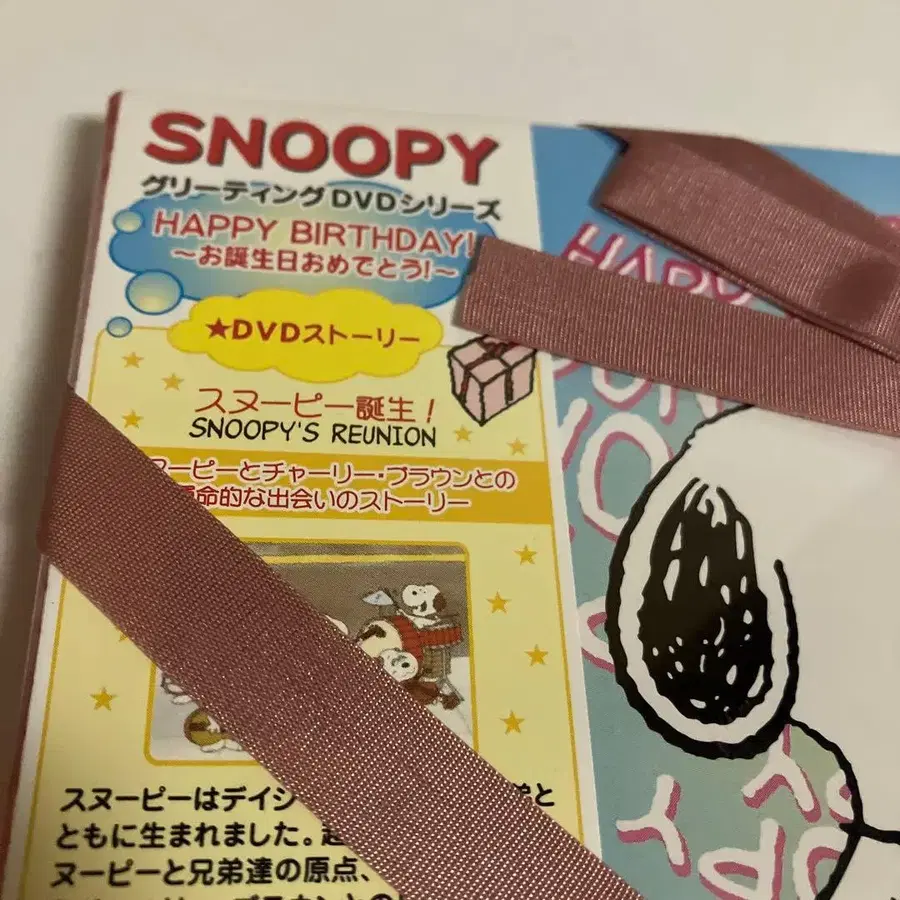 SNOOPY
グリーティングDVDシリーズ
HAPPY BIRTHDAY!
～お誕生日おめでとう!～
★DVDストーリー
スヌーピー誕生！
SNOOPY'S REUNION
ヌーピーとチャーリー・ブラウンとの
命的な出会いのストーリー
スヌーピーはデイジ
と
ともに生まれました。
ヌーピーと兄弟達の原点、
HAPP